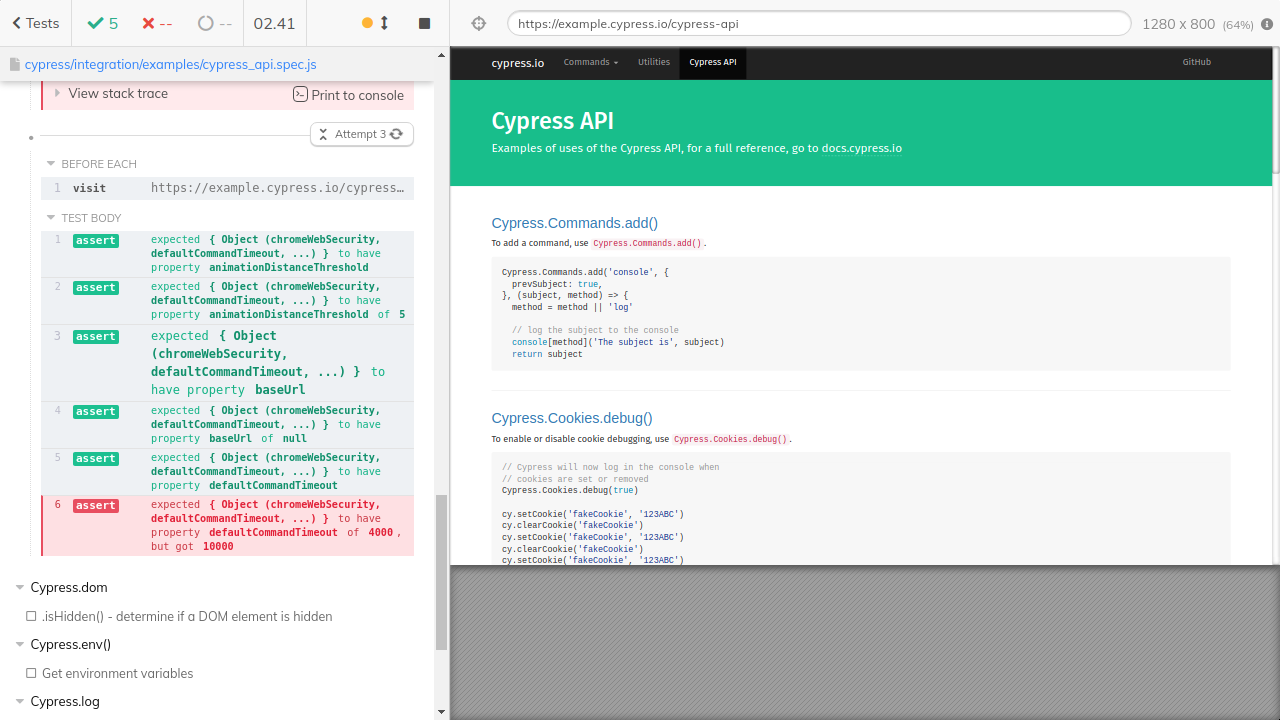 Tests
5
--
--
02.41
https://example.cypress.io/cypress-api
1280 x 800 (64%)
cypress/integration/examples/cypress_api.spec.js
View stack trace
Print to console
Attempt 3
BEFORE EACH
1 visit https://example.cypress.io/cypress…
TEST BODY
1 assert expected { Object (chromeWebSecurity,
defaultCommandTimeout, ...) } to have
property animationDistanceThreshold
2 assert expected { Object (chromeWebSecurity,
defaultCommandTimeout, ...) } to have
property animationDistanceThreshold of 5
3 assert expected { Object
(chromeWebSecurity,
defaultCommandTimeout, ...) } to
have property baseUrl
4 assert expected { Object (chromeWebSecurity,
defaultCommandTimeout, ...) } to have
property baseUrl of null
5 assert expected { Object (chromeWebSecurity,
defaultCommandTimeout, ...) } to have
property defaultCommandTimeout
6 assert expected { Object (chromeWebSecurity,
defaultCommandTimeout, ...) } to have
property defaultCommandTimeout of 4000,
but got 10000
Cypress.dom
.isHidden() - determine if a DOM element is hidden
Cypress.env()
Get environment variables
Cypress.log
cypress.io Commands Utilities Cypress API GitHub
Cypress API
Examples of uses of the Cypress API, for a full reference, go to docs.cypress.io
Cypress.Commands.add()
To add a command, use Cypress.Commands.add().
Cypress.Commands.add('console', {
prevSubject: true,
}, (subject, method) => {
method = method || 'log'
// log the subject to the console
console[method]('The subject is', subject)
return subject
Cypress.Cookies.debug()
To enable or disable cookie debugging, use Cypress.Cookies.debug().
// Cypress will now log in the console when
// cookies are set or removed
Cypress.Cookies.debug(true)
cy.setCookie('fakeCookie', '123ABC')
cy.clearCookie('fakeCookie')
cy.setCookie('fakeCookie', '123ABC')
cy.clearCookie('fakeCookie')
cy.setCookie('fakeCookie', '123ABC')